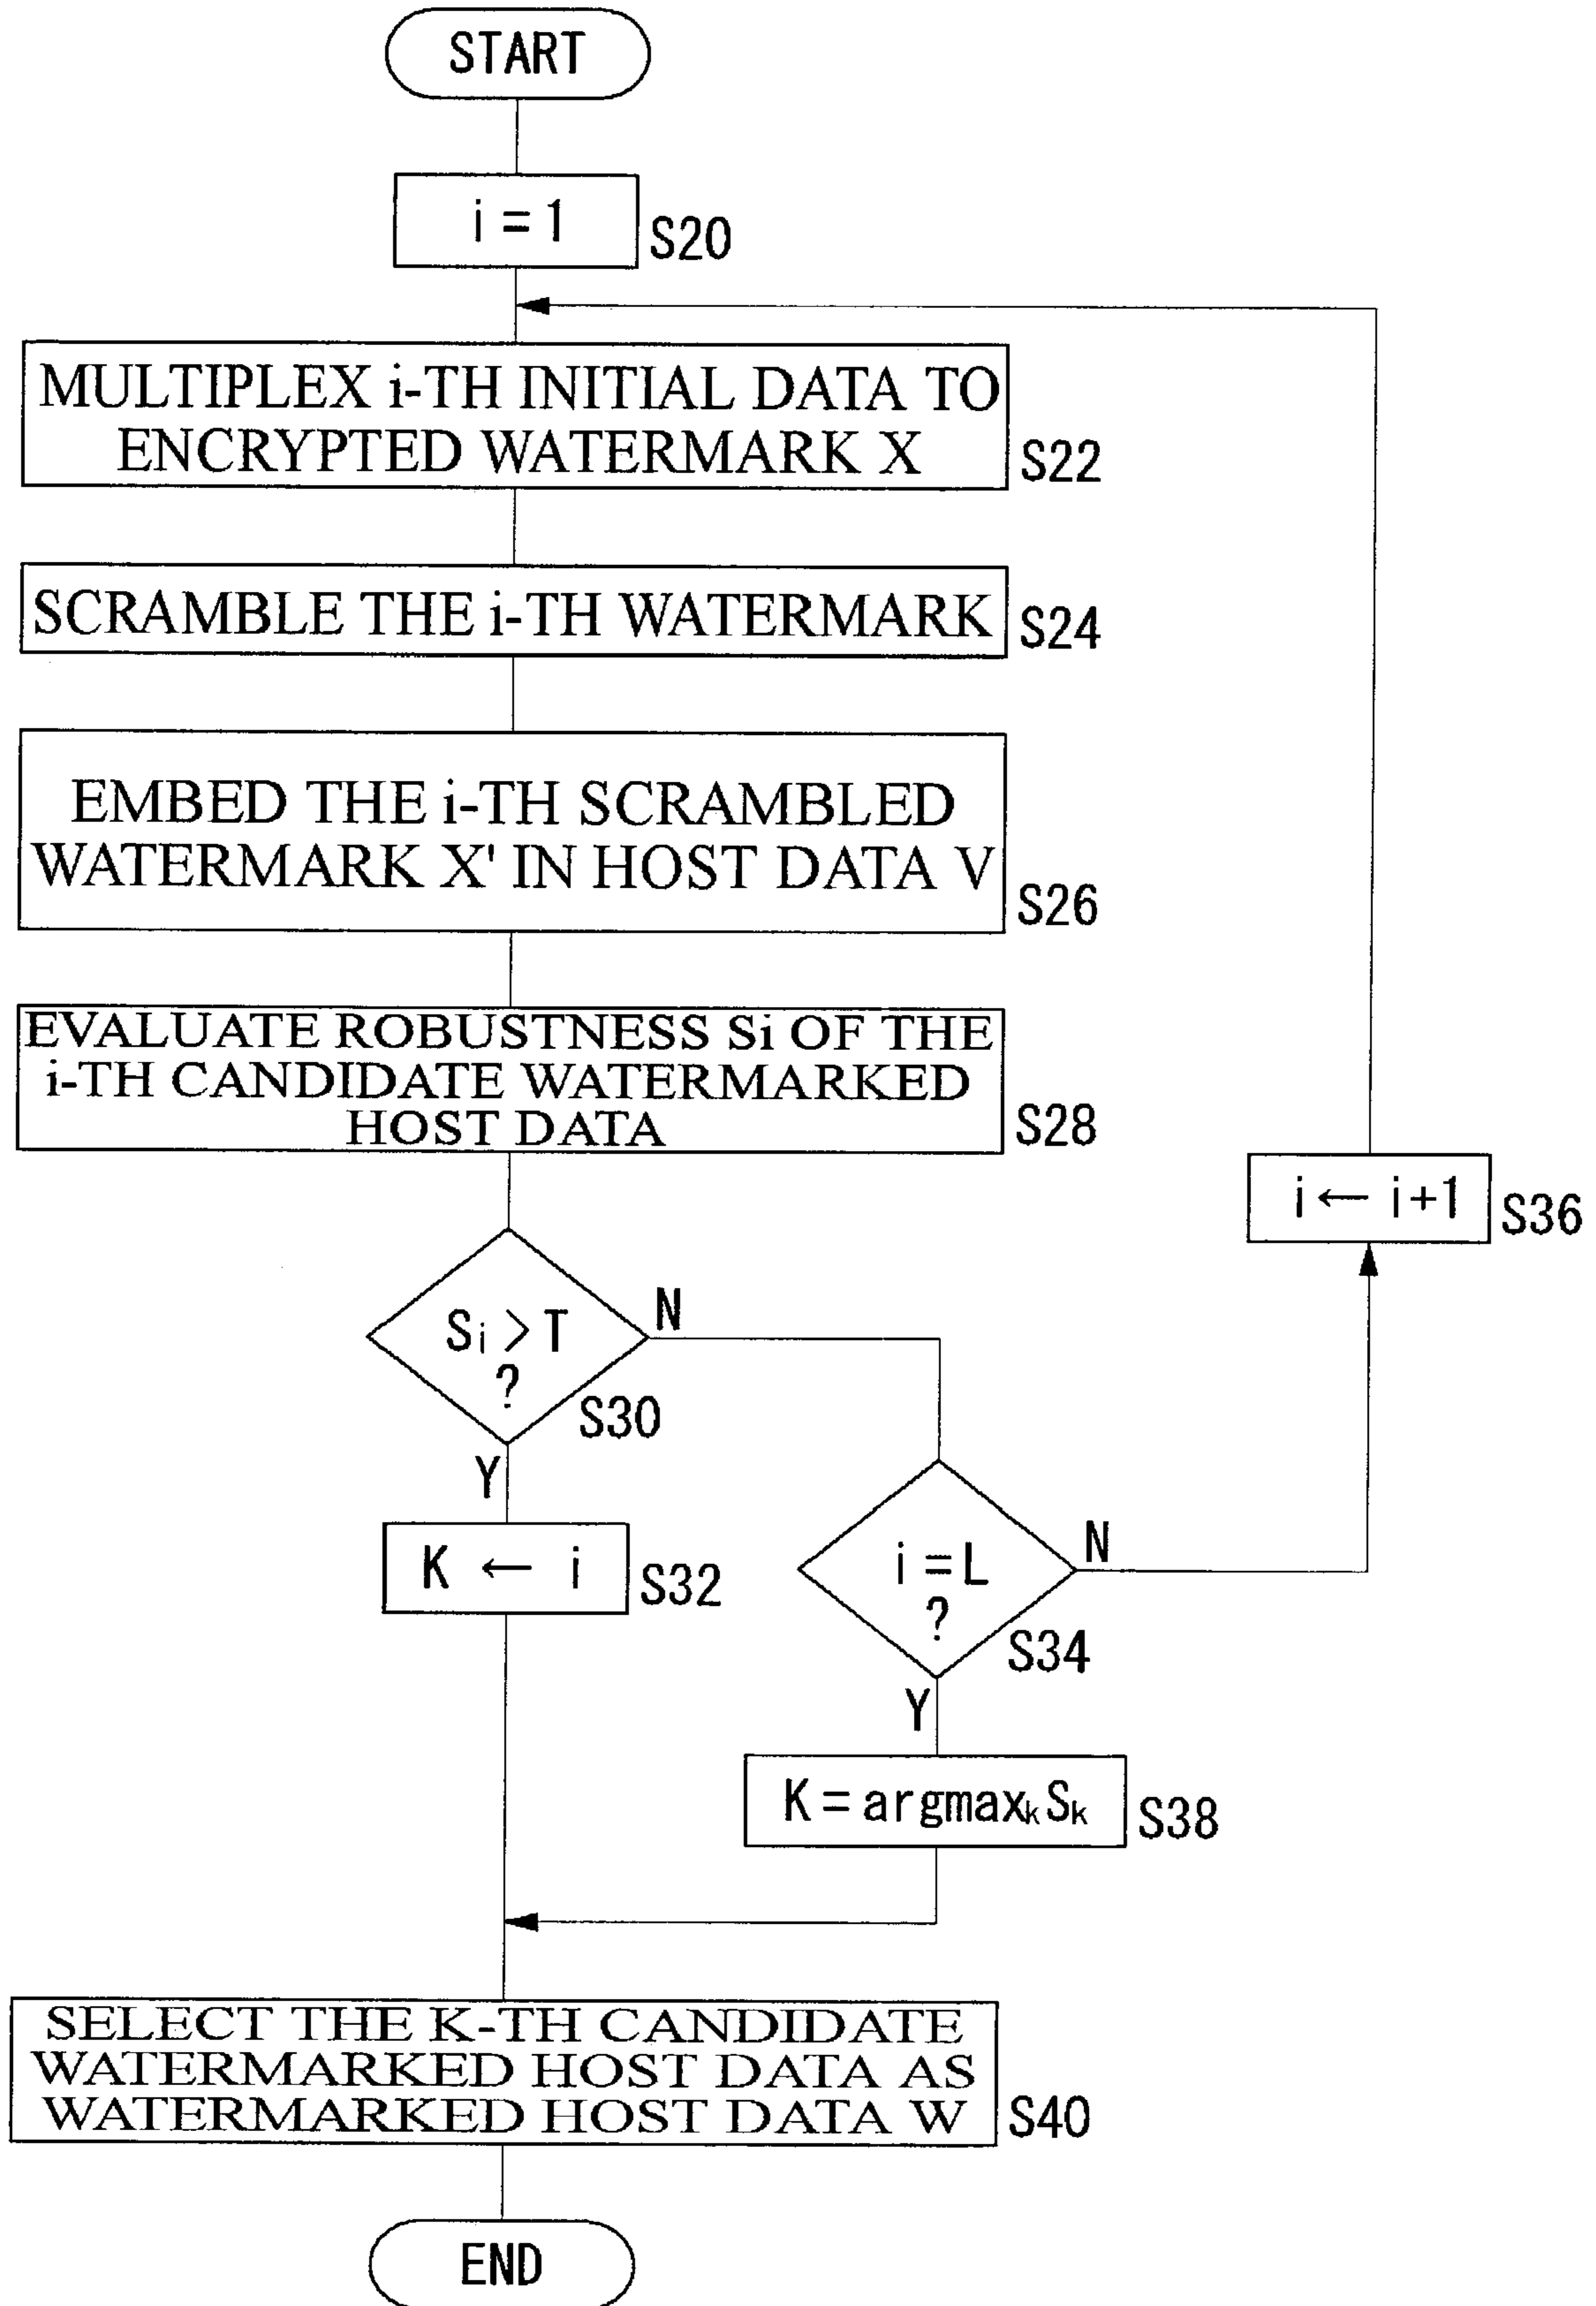 START
i = 1
S20
MULTIPLEX i-TH INITIAL DATA TO
ENCRYPTED WATERMARK X
S22
SCRAMBLE THE i-TH WATERMARK
S24
EMBED THE i-TH SCRAMBLED
WATERMARK X' IN HOST DATA V
S26
EVALUATE ROBUSTNESS Si OF THE
i-TH CANDIDATE WATERMARKED
HOST DATA
S28
i ← i+1
S36
Si > T
?
N
S30
Y
K ← i
S32
i = L
?
N
S34
Y
K = argmaxk Sk
S38
SELECT THE K-TH CANDIDATE
WATERMARKED HOST DATA AS
WATERMARKED HOST DATA W
S40
END